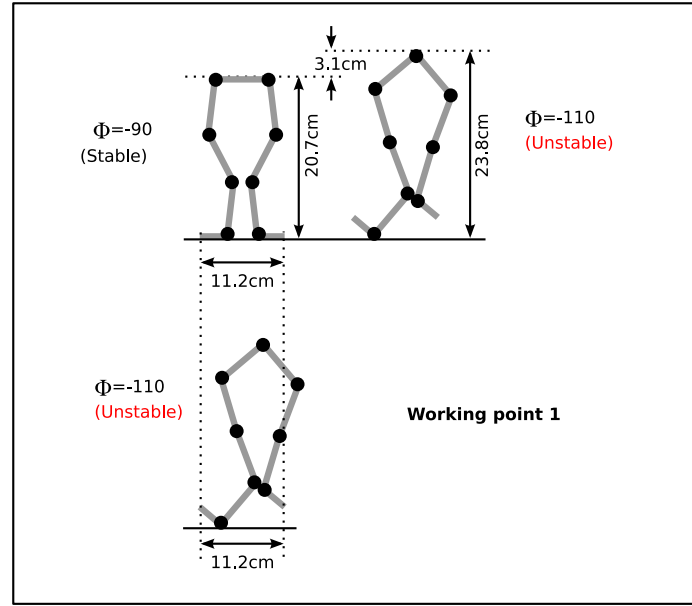 3.1cm
Φ=-90
(Stable)
20.7cm
23.8cm
Φ=-110
(Unstable)
11.2cm
Φ=-110
(Unstable)
Working point 1
11.2cm